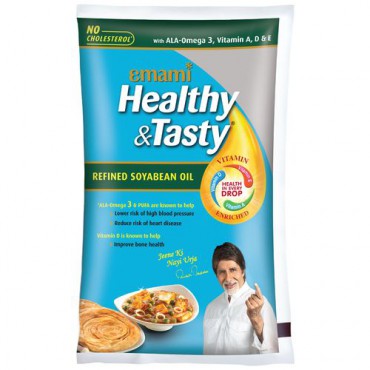 NO
CHOLESTEROL*
With ALA-Omega 3, Vitamin A, D & E
emami
Healthy
& Tasty
REFINED SOYABEAN OIL
VITAMIN
HEALTH
IN EVERY
DROP
ENRICHED
*ALA-Omega 3 & PUFA are known to help
Lower risk of high blood pressure
Reduce risk of heart disease
Vitamin D is known to help
Improve bone health
Jeene Ki
Nayi Urja